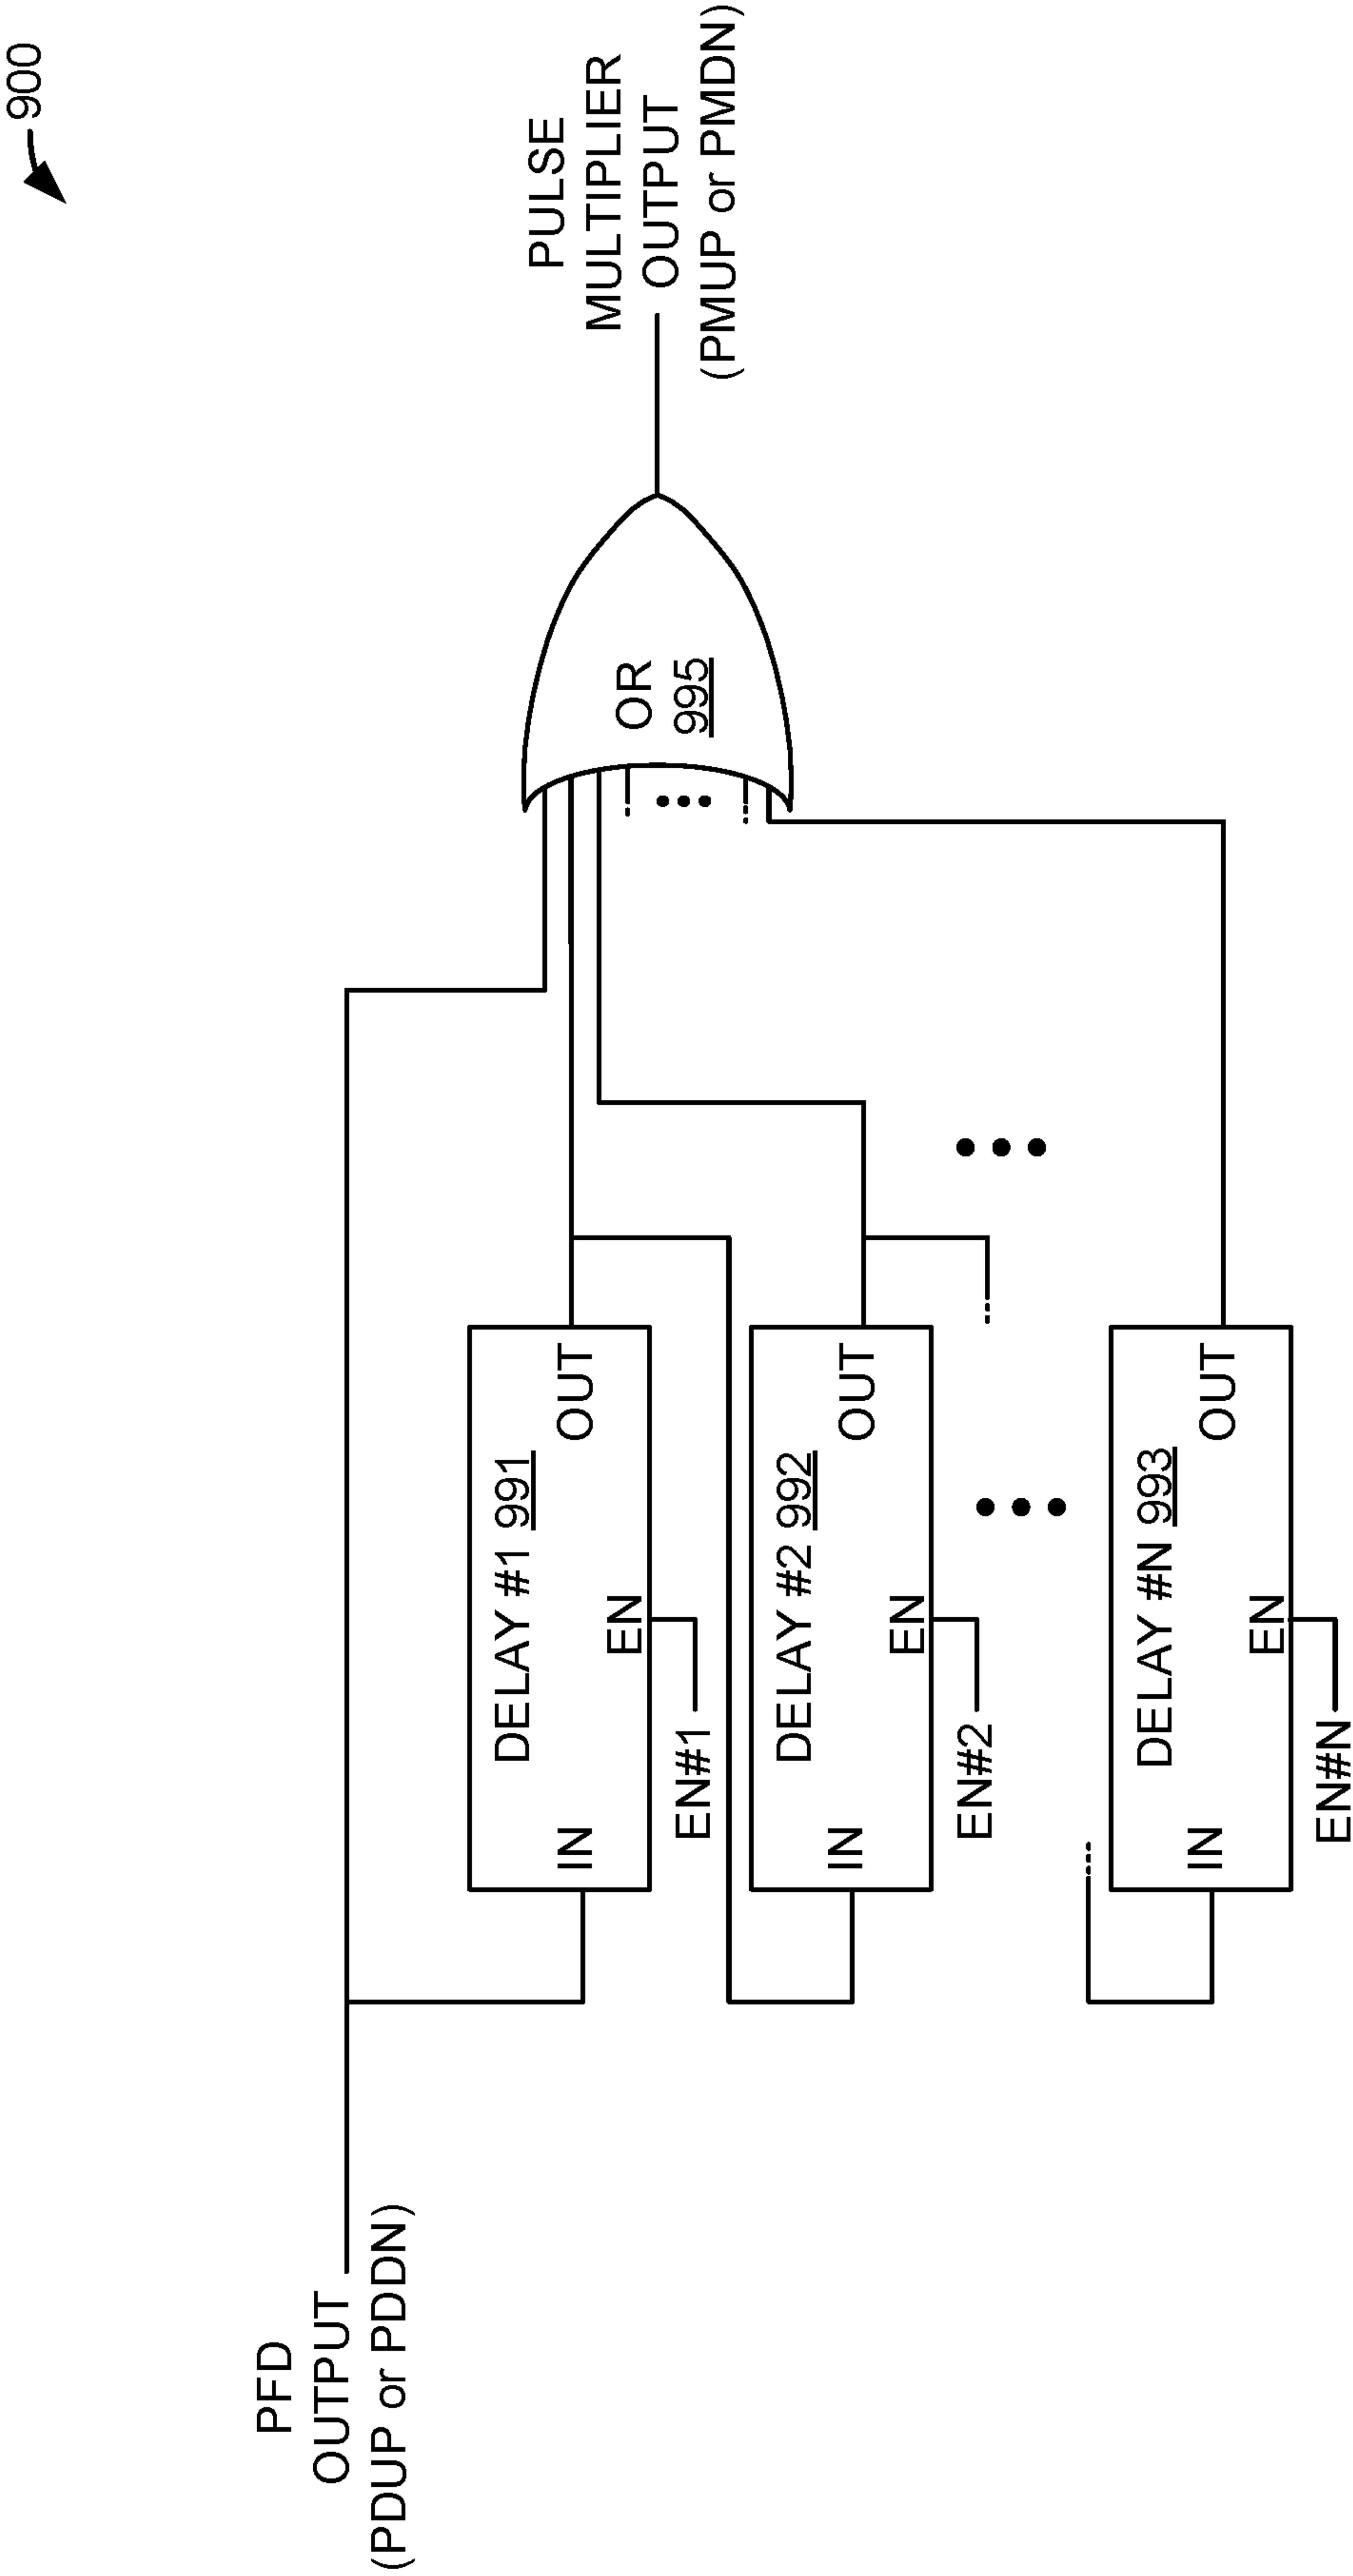 900
PFD
OUTPUT
(PDUP or PDDN)
DELAY #1 991
IN
OUT
EN
EN#1
DELAY #2 992
IN
OUT
EN
EN#2
DELAY #N 993
IN
OUT
EN
EN#N
OR
995
PULSE
MULTIPLIER
OUTPUT
(PMUP or PMDN)